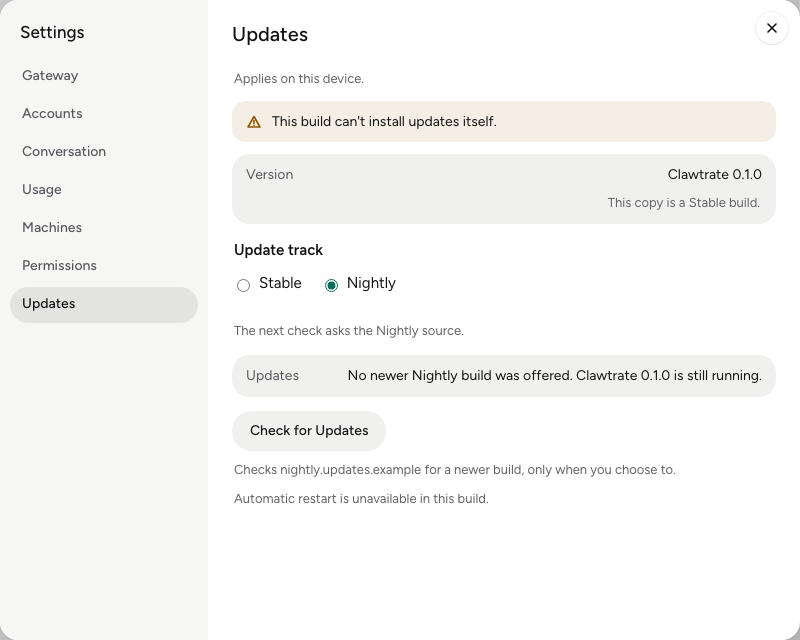 Settings
Gateway
Accounts
Conversation
Usage
Machines
Permissions
Updates
Updates
Applies on this device.
This build can't install updates itself.
Version
Clawtrate 0.1.0
This copy is a Stable build.
Update track
Stable
Nightly
The next check asks the Nightly source.
Updates
No newer Nightly build was offered. Clawtrate 0.1.0 is still running.
Check for Updates
Checks nightly.updates.example for a newer build, only when you choose to.
Automatic restart is unavailable in this build.